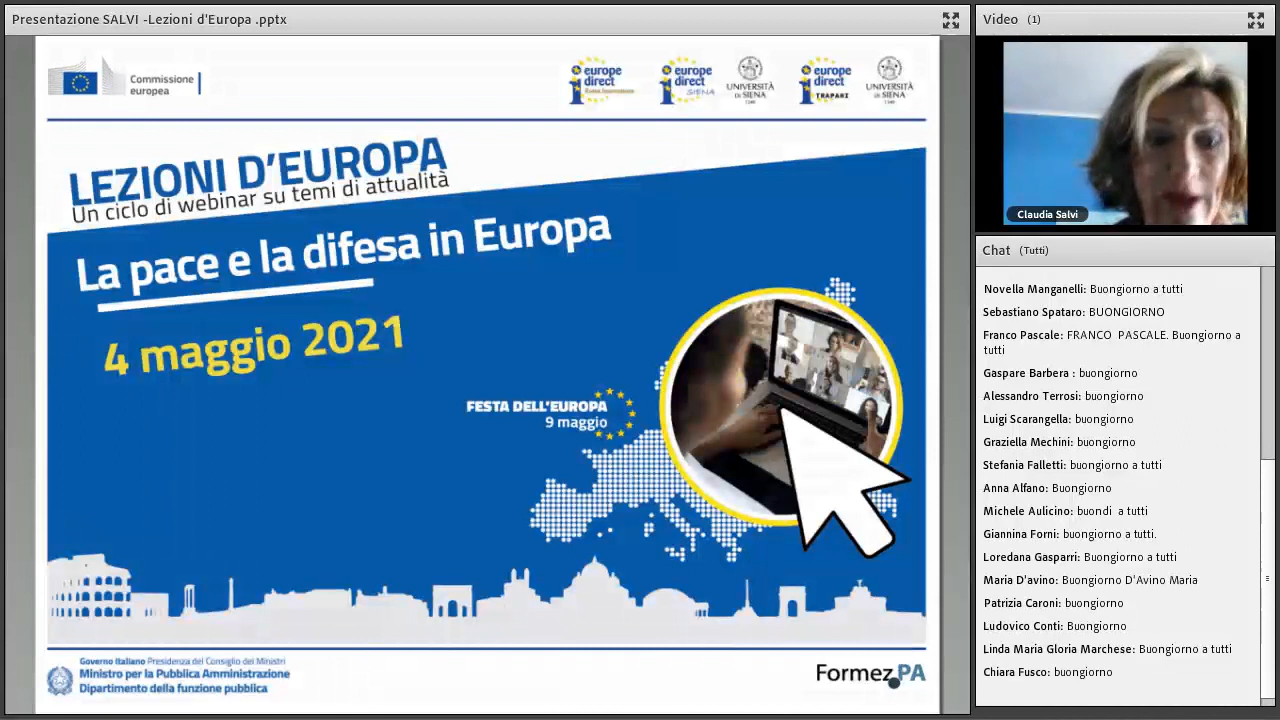 Presentazione SALVI -Lezioni d'Europa .pptx
Commissione
europea
europe
direct
Roma Innovazione
europe
direct
SIENA
UNIVERSITÀ
DI SIENA
1240
europe
direct
TRAPANI
UNIVERSITÀ
DI SIENA
1240
LEZIONI D'EUROPA
Un ciclo di webinar su temi di attualità
La pace e la difesa in Europa
4 maggio 2021
FESTA DELL'EUROPA
9 maggio
Governo Italiano Presidenza del Consiglio dei Ministri
Ministro per la Pubblica Amministrazione
Dipartimento della funzione pubblica
Formez PA
Video (1)
Claudia Salvi
Chat (Tutti)
Novella Manganelli: Buongiorno a tutti
Sebastiano Spataro: BUONGIORNO
Franco Pascale: FRANCO PASCALE. Buongiorno a
tutti
Gaspare Barbera : buongiorno
Alessandro Terrosi: buongiorno
Luigi Scarangella: buongiorno
Graziella Mechini: buongiorno
Stefania Falletti: buongiorno a tutti
Anna Alfano: Buongiorno
Michele Aulicino: buondì a tutti
Giannina Forni: buongiorno a tutti.
Loredana Gasparri: Buongiorno a tutti
Maria D'avino: Buongiorno D'Avino Maria
Patrizia Caroni: buongiorno
Ludovico Conti: Buongiorno
Linda Maria Gloria Marchese: Buongiorno a tutti
Chiara Fusco: buongiorno